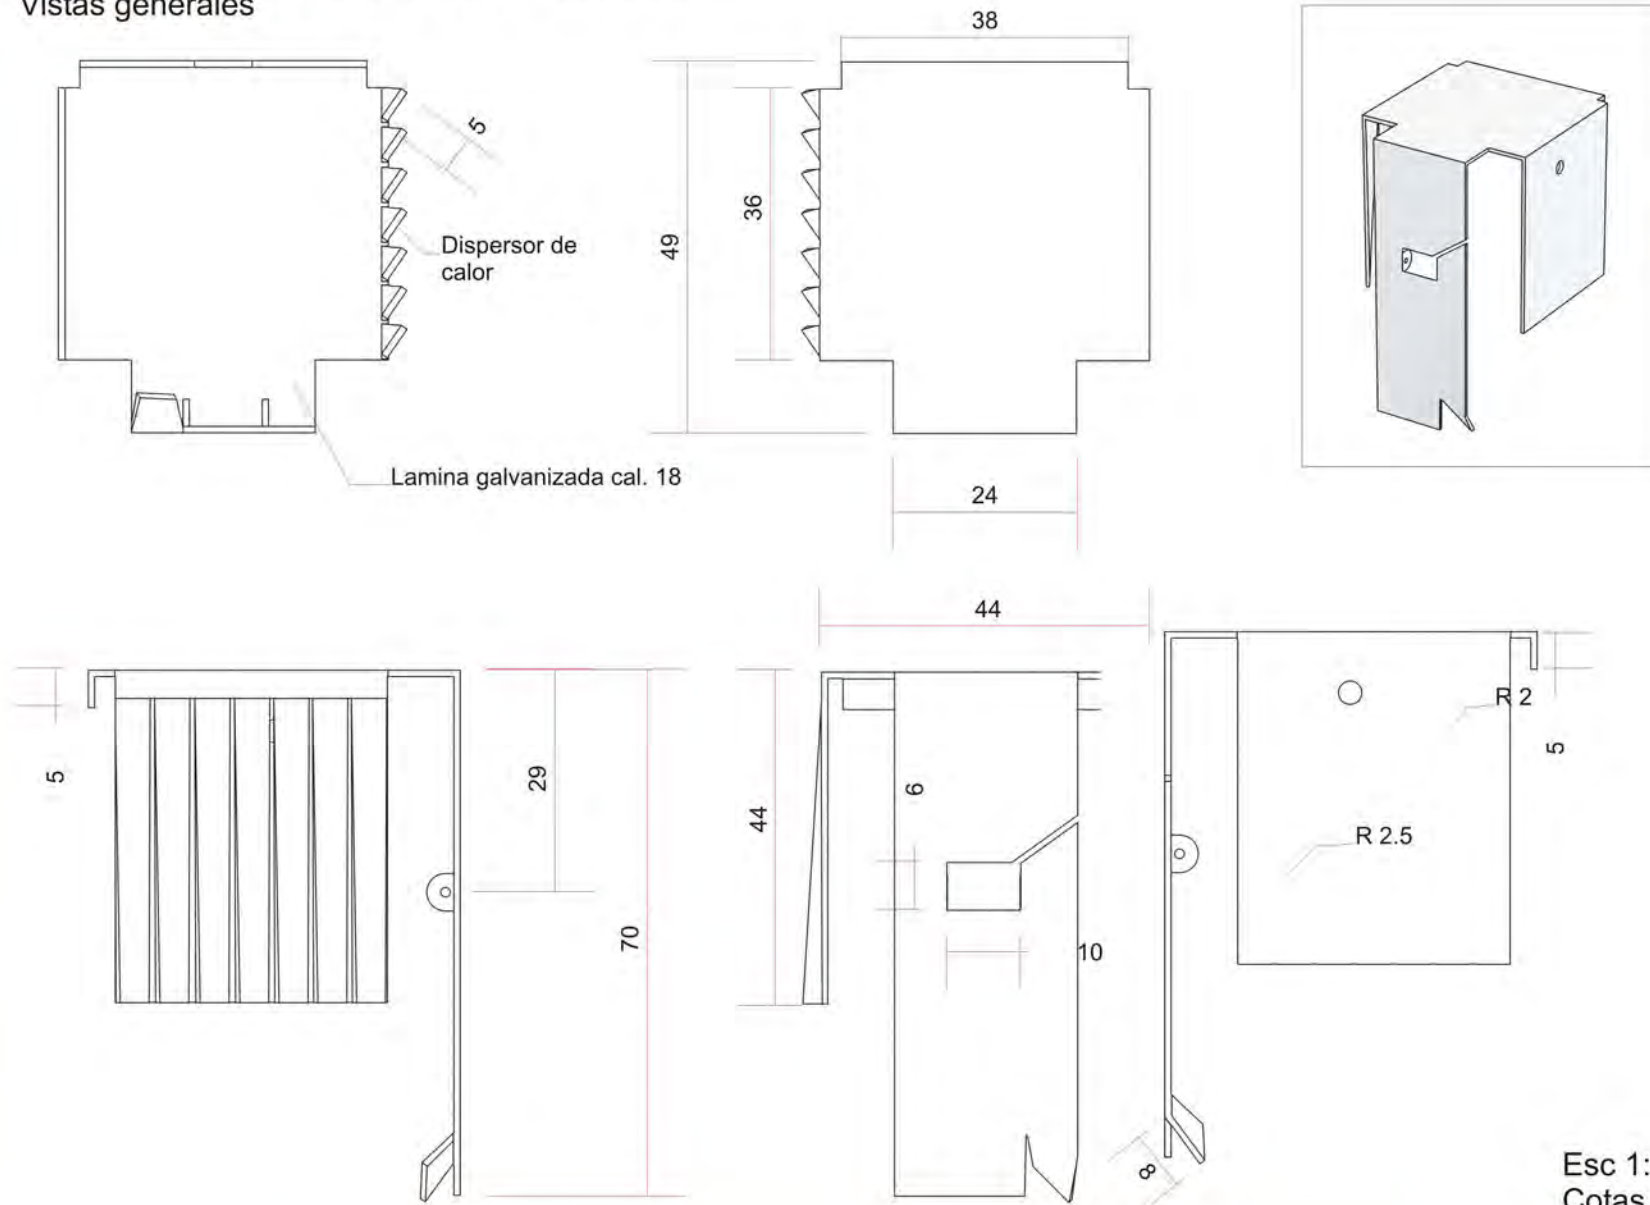 Vistas generales
38
5
36
49
Dispersor de
calor
Lamina galvanizada cal. 18
24
44
5
29
70
44
6
10
8
R 2
5
R 2.5
Esc 1:
Cotas